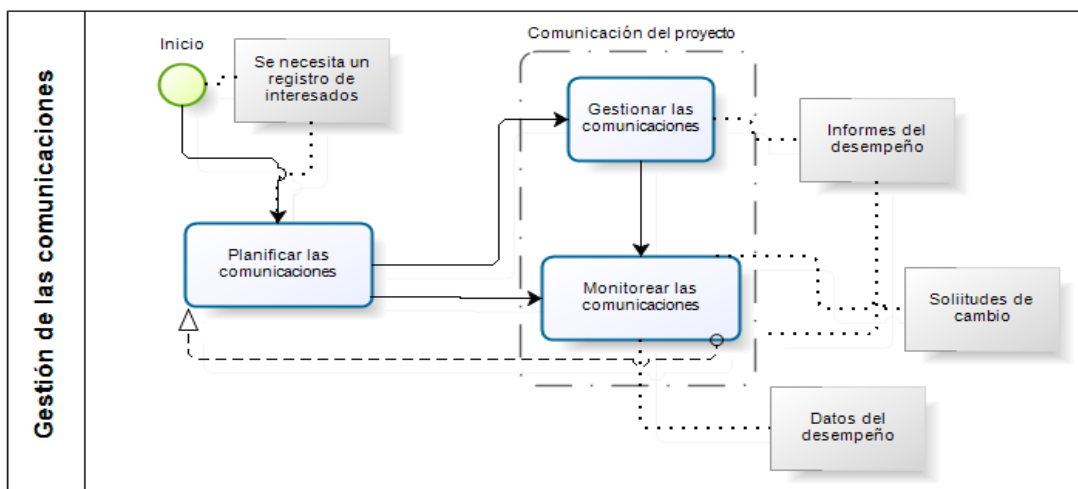 Gestión de las comunicaciones
Inicio
Se necesita un
registro de
interesados
Comunicación del proyecto
Gestionar las
comunicaciones
Informes del
desempeño
Planificar las
comunicaciones
Monitorear las
comunicaciones
Soliitudes de
cambio
Datos del
desempeño